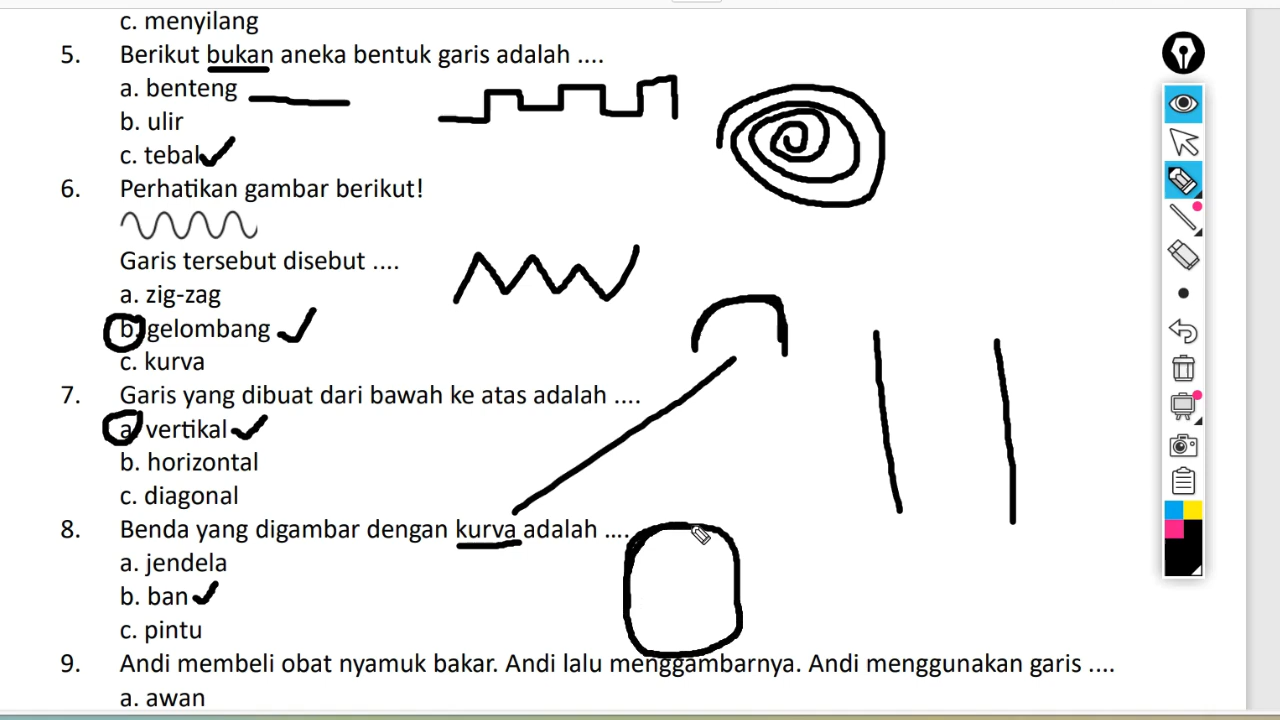 c. menyilang
5. Berikut bukan aneka bentuk garis adalah ....
a. benteng
b. ulir
c. tebal
6. Perhatikan gambar berikut!
Garis tersebut disebut ....
a. zig-zag
b. gelombang
c. kurva
7. Garis yang dibuat dari bawah ke atas adalah ....
a. vertikal
b. horizontal
c. diagonal
8. Benda yang digambar dengan kurva adalah ....
a. jendela
b. ban
c. pintu
9. Andi membeli obat nyamuk bakar. Andi lalu menggambarnya. Andi menggunakan garis ....
a. awan